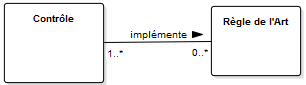 Contrôle
Règle de l'Art
implémente
1..*
0..*